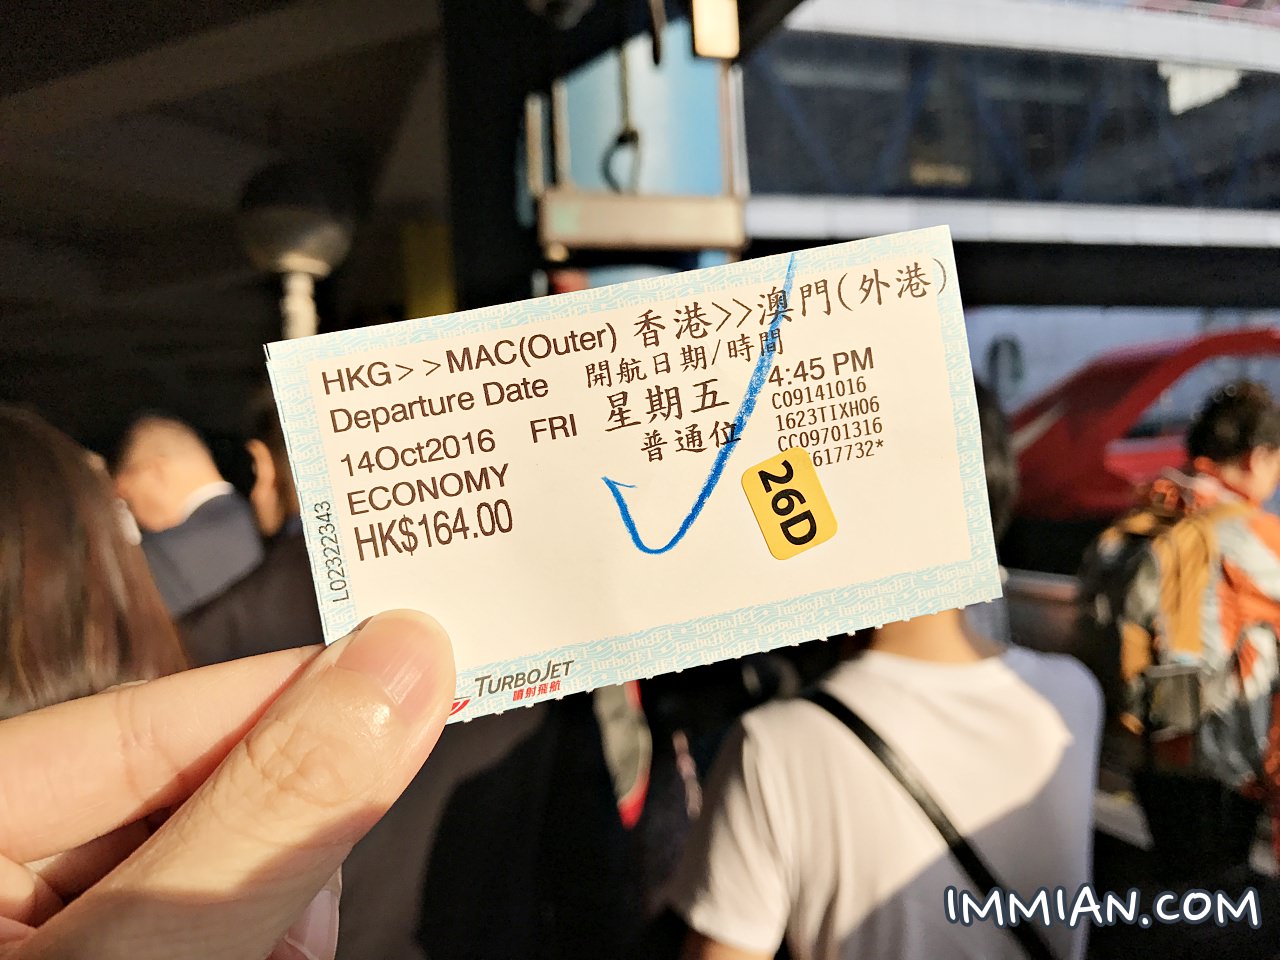 HKG>>MAC(Outer) 香港>>澳門(外港)
Departure Date 開航日期/時間
14Oct2016 FRI 星期五 4:45 PM
ECONOMY 普通位
HK$164.00
C09141016
1623TIXH06
CC09701316
617732*
26D
L02322343
TURBOJET
噴射飛航
IMMIAN.COM